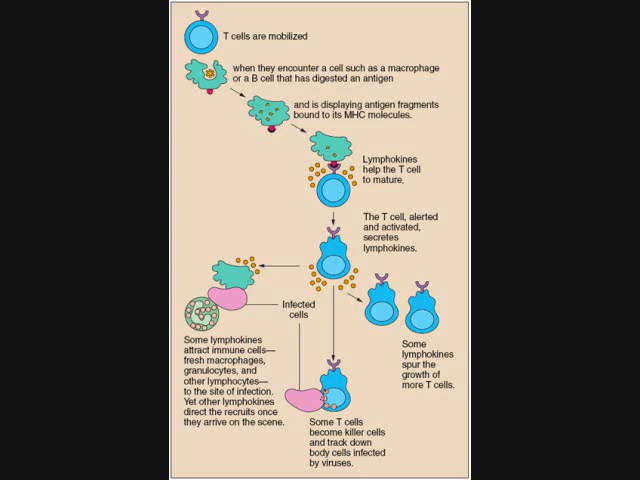 T cells are mobilized
when they encounter a cell such as a macrophage
or a B cell that has digested an antigen
and is displaying antigen fragments
bound to its MHC molecules.
Lymphokines
help the T cell
to mature,
The T cell, alerted
and activated,
secretes
lymphokines.
Infected
cells
Some lymphokines
attract immune cells—
fresh macrophages,
granulocytes, and
other lymphocytes—
to the site of infection.
Yet other lymphokines
direct the recruits once
they arrive on the scene.
Some
lymphokines
spur the
growth of
more T cells.
Some T cells
become killer cells
and track down
body cells infected
by viruses.